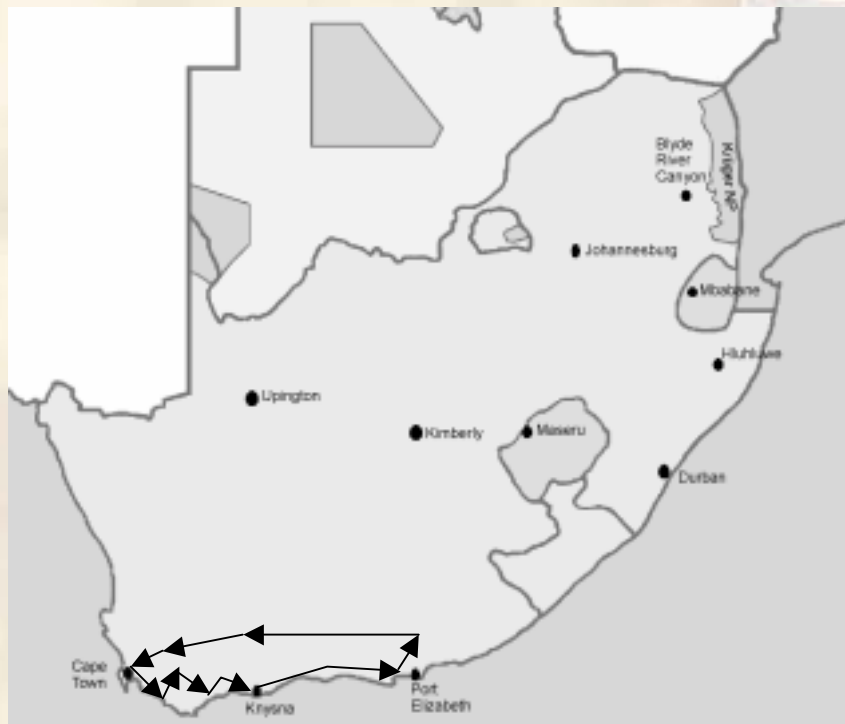 Blyde
River
Canyon
Kruger NP
Johannesburg
Mbabane
Hluhluwe
Upington
Kimberly
Maseru
Durban
Cape
Town
Knysna
Port
Elizabeth